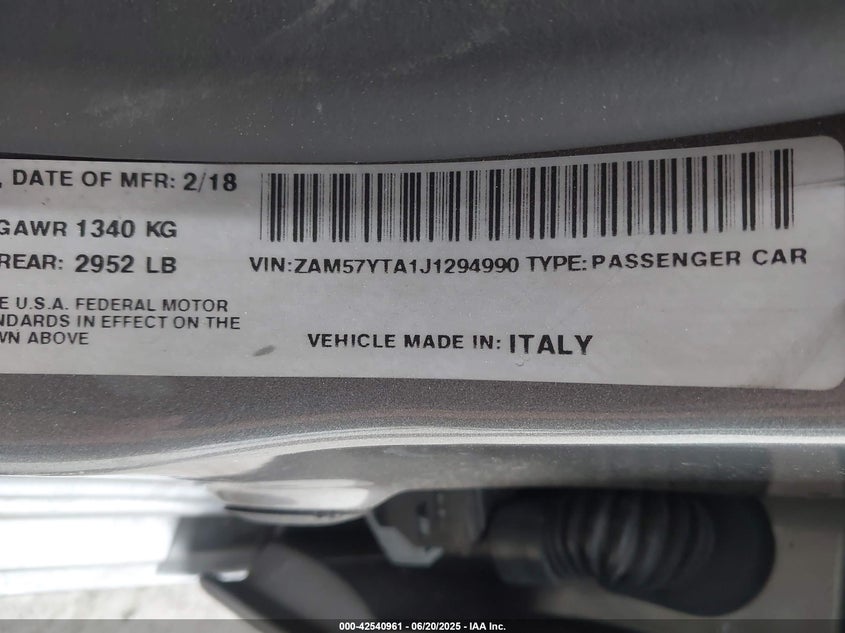 , DATE OF MFR: 2/18
GAWR 1340 KG
REAR: 2952 LB
VIN:ZAM57YTA1J1294990 TYPE: PASSENGER CAR
E U.S.A. FEDERAL MOTOR
NDARDS IN EFFECT ON THE
WN ABOVE
VEHICLE MADE IN: ITALY
000-42540961 - 06/20/2025 - IAA Inc.